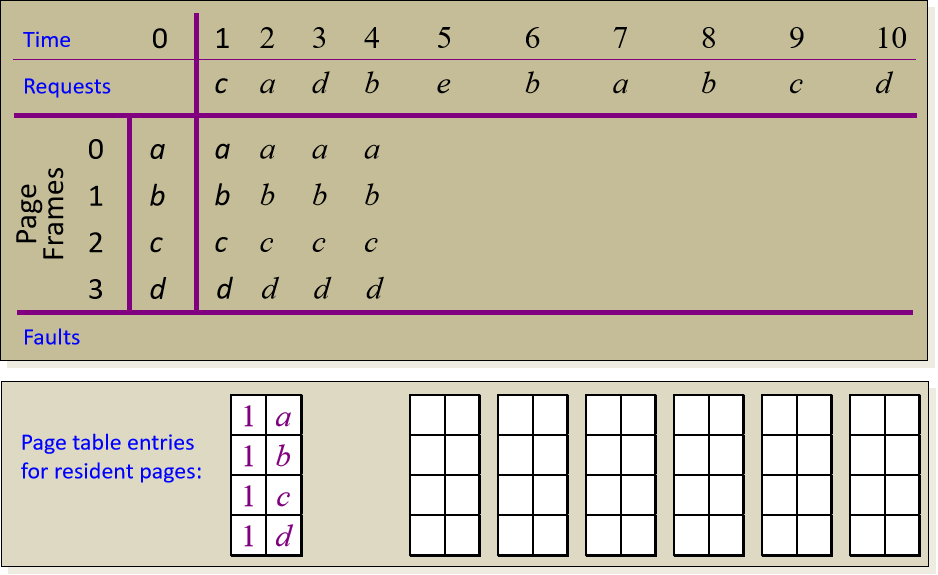 Time 0 1 2 3 4 5 6 7 8 9 10
Requests c a d b e b a b c d
Page Frames
0 a a a a a
1 b b b b b
2 c c c c c
3 d d d d d
Faults
Page table entries
for resident pages:
1 a
1 b
1 c
1 d